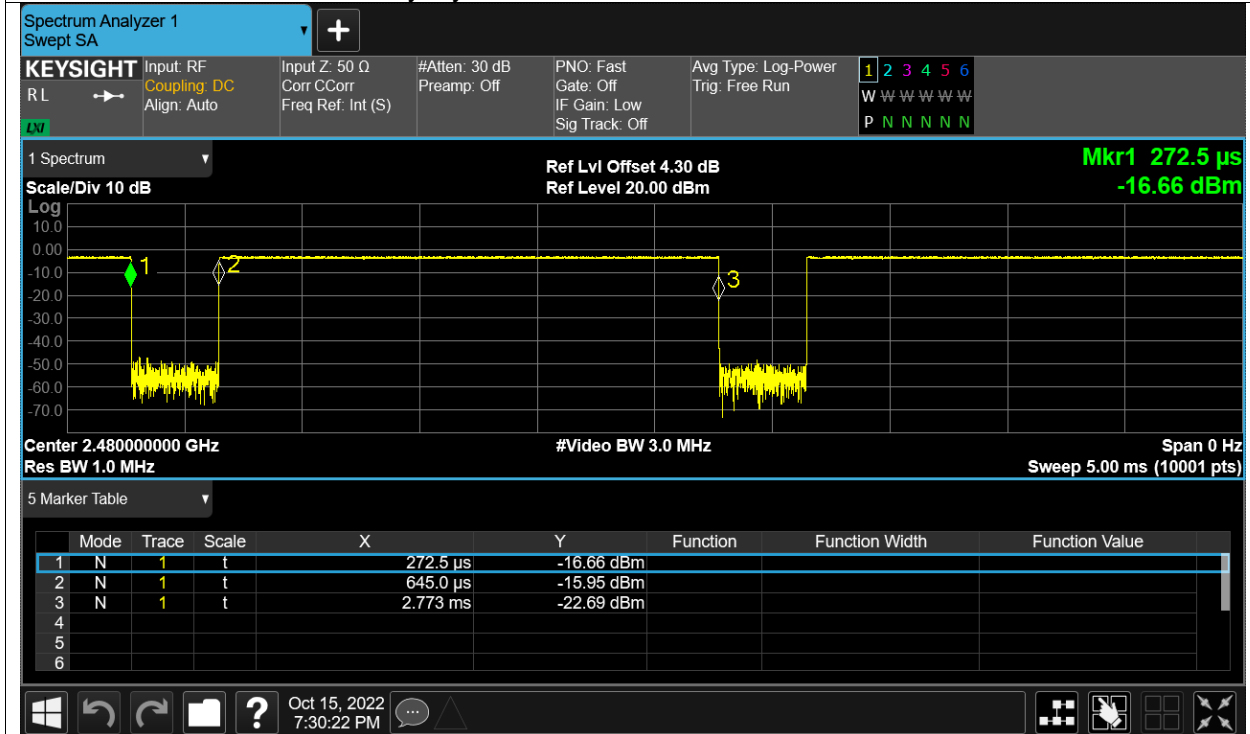 Spectrum Analyzer 1
Swept SA
+
KEYSIGHT Input: RF Input Z: 50 Ω #Atten: 30 dB PNO: Fast Avg Type: Log-Power 1 2 3 4 5 6
R L Coupling: DC Corr CCorr Preamp: Off Gate: Off Trig: Free Run W W W W W W
Align: Auto Freq Ref: Int (S) IF Gain: Low
LXI Sig Track: Off P N N N N N
1 Spectrum Ref Lvl Offset 4.30 dB Mkr1 272.5 µs
Scale/Div 10 dB Ref Level 20.00 dBm -16.66 dBm
Log
10.0
0.00
1 2
-10.0
3
-20.0
-30.0
-40.0
-50.0
-60.0
-70.0
Center 2.480000000 GHz #Video BW 3.0 MHz Span 0 Hz
Res BW 1.0 MHz Sweep 5.00 ms (10001 pts)
5 Marker Table
Mode Trace Scale X Y Function Function Width Function Value
1 N 1 t 272.5 µs -16.66 dBm
2 N 1 t 645.0 µs -15.95 dBm
3 N 1 t 2.773 ms -22.69 dBm
4
5
6
? Oct 15, 2022
7:30:22 PM